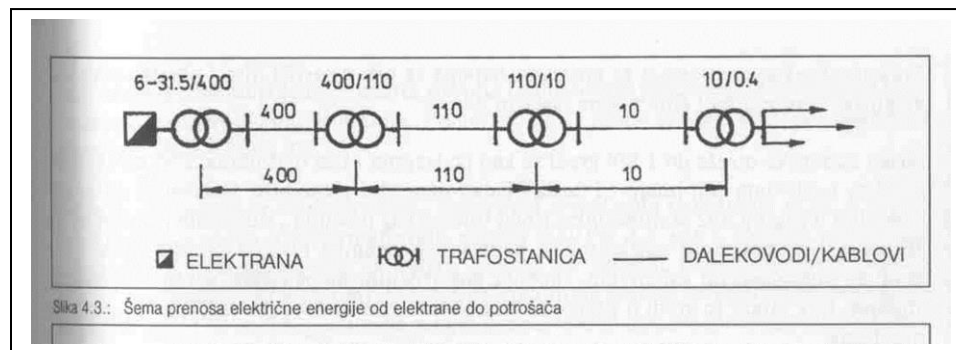 6-31.5/400 400/110 110/10 10/0.4
400 110 10
400 110 10
ELEKTRANA TRAFOSTANICA DALEKOVODI/KABLOVI
Slika 4.3.: Šema prenosa električne energije od elektrane do potrošača